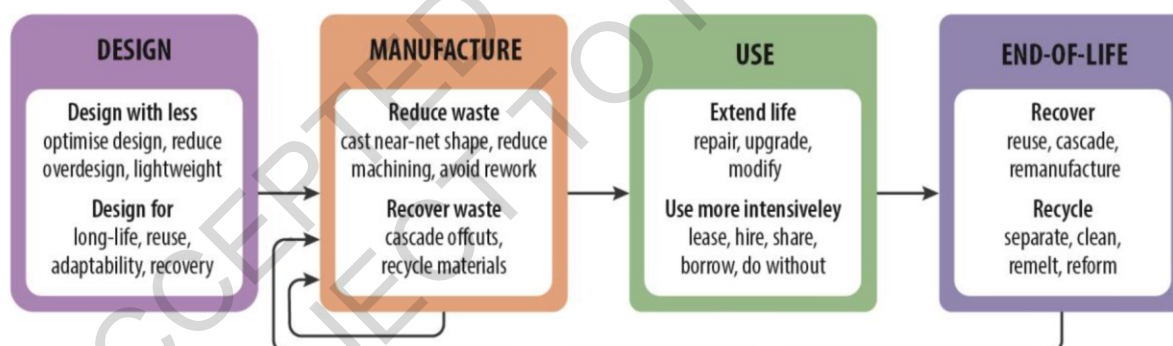 DESIGN
Design with less
optimise design, reduce
overdesign, lightweight
Design for
long-life, reuse,
adaptability, recovery
MANUFACTURE
Reduce waste
cast near-net shape, reduce
machining, avoid rework
Recover waste
cascade offcuts,
recycle materials
USE
Extend life
repair, upgrade,
modify
Use more intensiveley
lease, hire, share,
borrow, do without
END-OF-LIFE
Recover
reuse, cascade,
remanufacture
Recycle
separate, clean,
remelt, reform